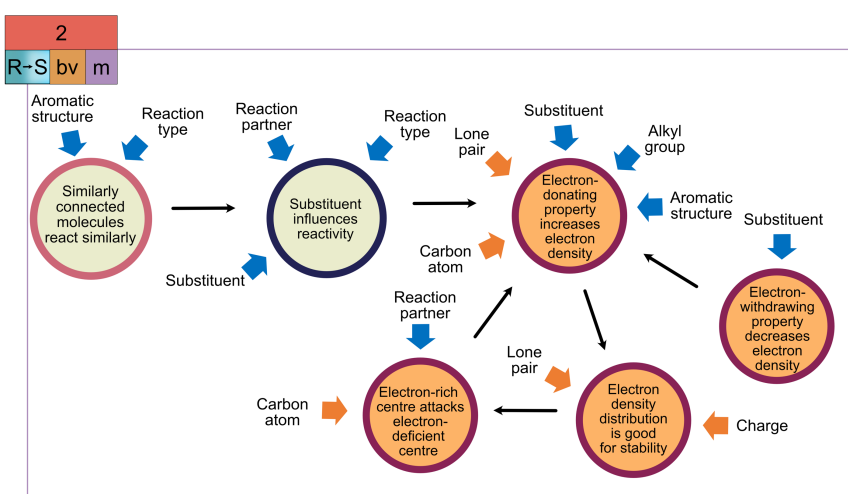 2
R→S bv m
Aromatic
structure
Reaction
type
Reaction
partner
Reaction
type
Lone
pair
Substituent
Alkyl
group
Aromatic
structure
Substituent
Similarly
connected
molecules
react similarly
Substituent
influences
reactivity
Electron-
donating
property
increases
electron
density
Substituent
Carbon
atom
Electron-
withdrawing
property
decreases
electron
density
Reaction
partner
Lone
pair
Carbon
atom
Electron-rich
centre attacks
electron-
deficient
centre
Electron
density
distribution
is good
for stability
Charge